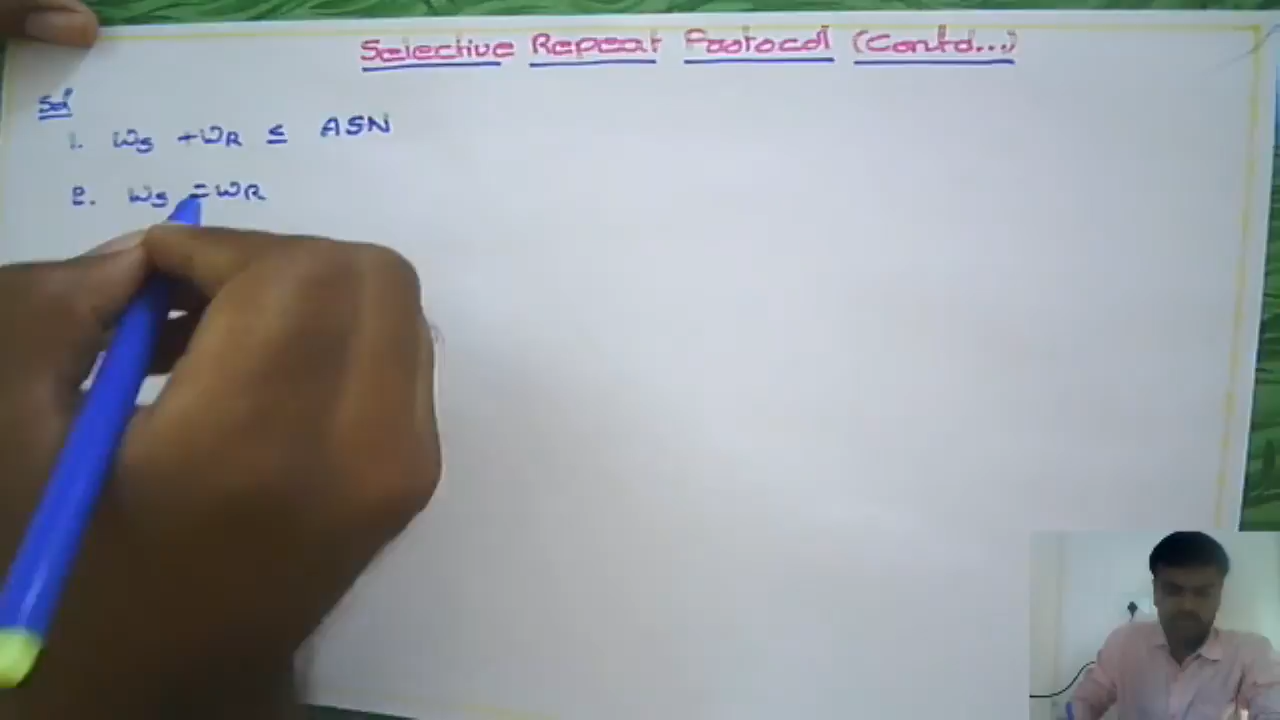 Selective Repeat Protocol (Contd...)
Sol
1. WS + WR ≤ ASN
2. WS = WR